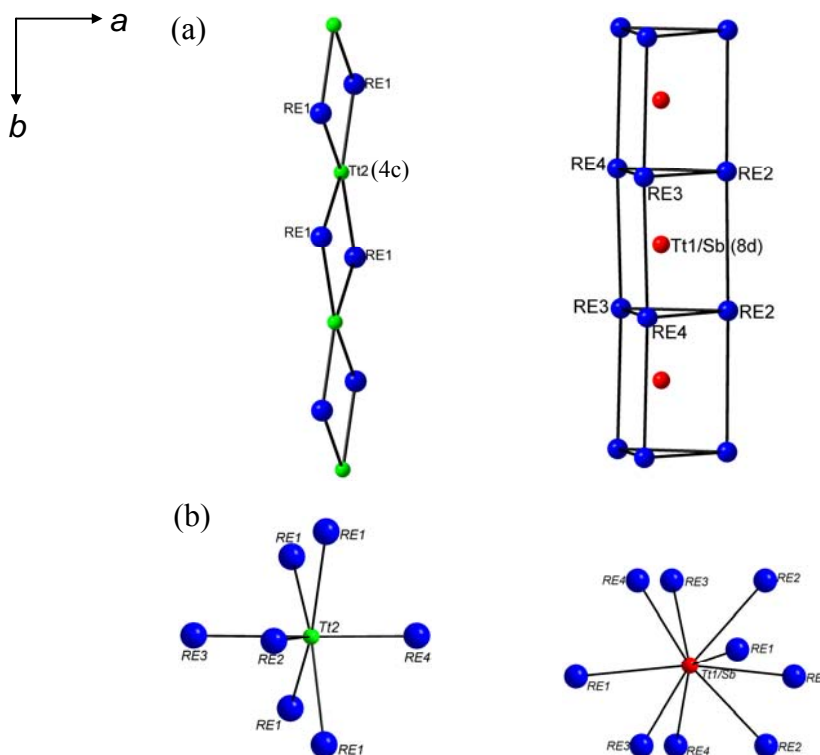 a
b
(a)
RE1
RE1
Tt2 (4c)
RE1
RE1
RE4
RE3
RE2
Tt1/Sb (8d)
RE3
RE4
RE2
(b)
RE1
RE1
Tt2
RE3
RE2
RE4
RE1
RE1
RE4
RE3
RE2
RE1
Tt1/Sb
RE1
RE3
RE4
RE2